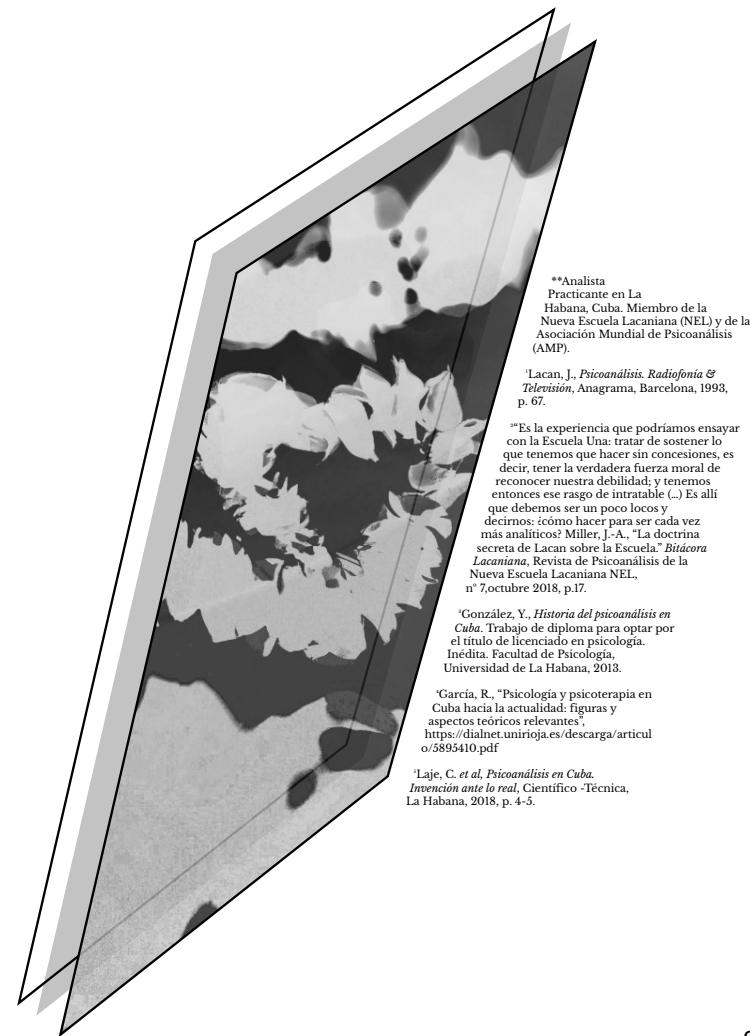 **Analista
Practicante en La
Habana, Cuba. Miembro de la
Nueva Escuela Lacaniana (NEL) y de la
Asociación Mundial de Psicoanálisis
(AMP).
¹Lacan, J., Psicoanálisis. Radiofonía &
Televisión, Anagrama, Barcelona, 1993,
p. 67.
²“Es la experiencia que podríamos ensayar
con la Escuela Una: tratar de sostener lo
que tenemos que hacer sin concesiones, es
decir, tener la verdadera fuerza moral de
reconocer nuestra debilidad; y tenemos
entonces ese rasgo de intratable (...) Es allí
que debemos ser un poco locos y
decirnos: ¿cómo hacer para ser cada vez
más analíticos? Miller, J.-A., “La doctrina
secreta de Lacan sobre la Escuela.” Bitácora
Lacaniana, Revista de Psicoanálisis de la
Nueva Escuela Lacaniana NEL,
n° 7,octubre 2018, p.17.
³González, Y., Historia del psicoanálisis en
Cuba. Trabajo de diploma para optar por
el título de licenciado en psicología.
Inédita. Facultad de Psicología,
Universidad de La Habana, 2013.
⁴García, R., “Psicología y psicoterapia en
Cuba hacia la actualidad: figuras y
aspectos teóricos relevantes”,
https://dialnet.unirioja.es/descarga/articul
o/5895410.pdf
⁵Laje, C. et al, Psicoanálisis en Cuba.
Invención ante lo real, Científico -Técnica,
La Habana, 2018, p. 4-5.